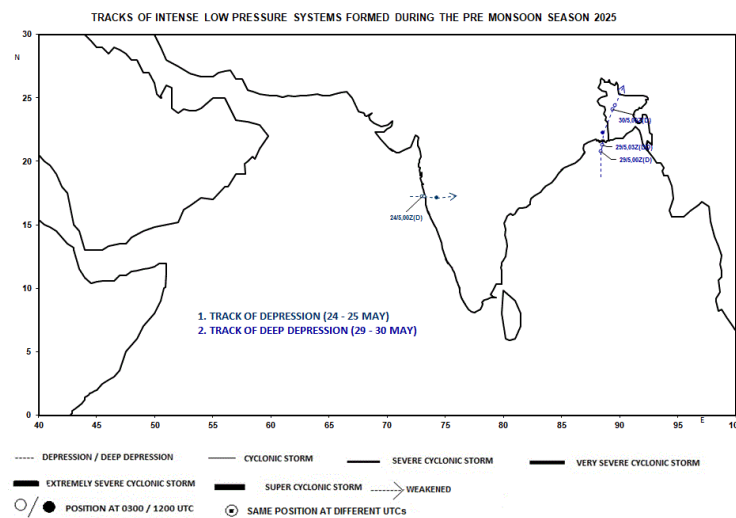 TRACKS OF INTENSE LOW PRESSURE SYSTEMS FORMED DURING THE PRE MONSOON SEASON 2025
30
N
25
20
15
10
5
0
40 45 50 55 60 65 70 75 80 85 90 95 100
E
24/5,00Z(D)
29/5,00Z(D)
1. TRACK OF DEPRESSION (24 - 25 MAY)
2. TRACK OF DEEP DEPRESSION (29 - 30 MAY)
DEPRESSION / DEEP DEPRESSION
CYCLONIC STORM
SEVERE CYCLONIC STORM
VERY SEVERE CYCLONIC STORM
EXTREMELY SEVERE CYCLONIC STORM
SUPER CYCLONIC STORM
WEAKENED
POSITION AT 0300 / 1200 UTC
SAME POSITION AT DIFFERENT UTCs